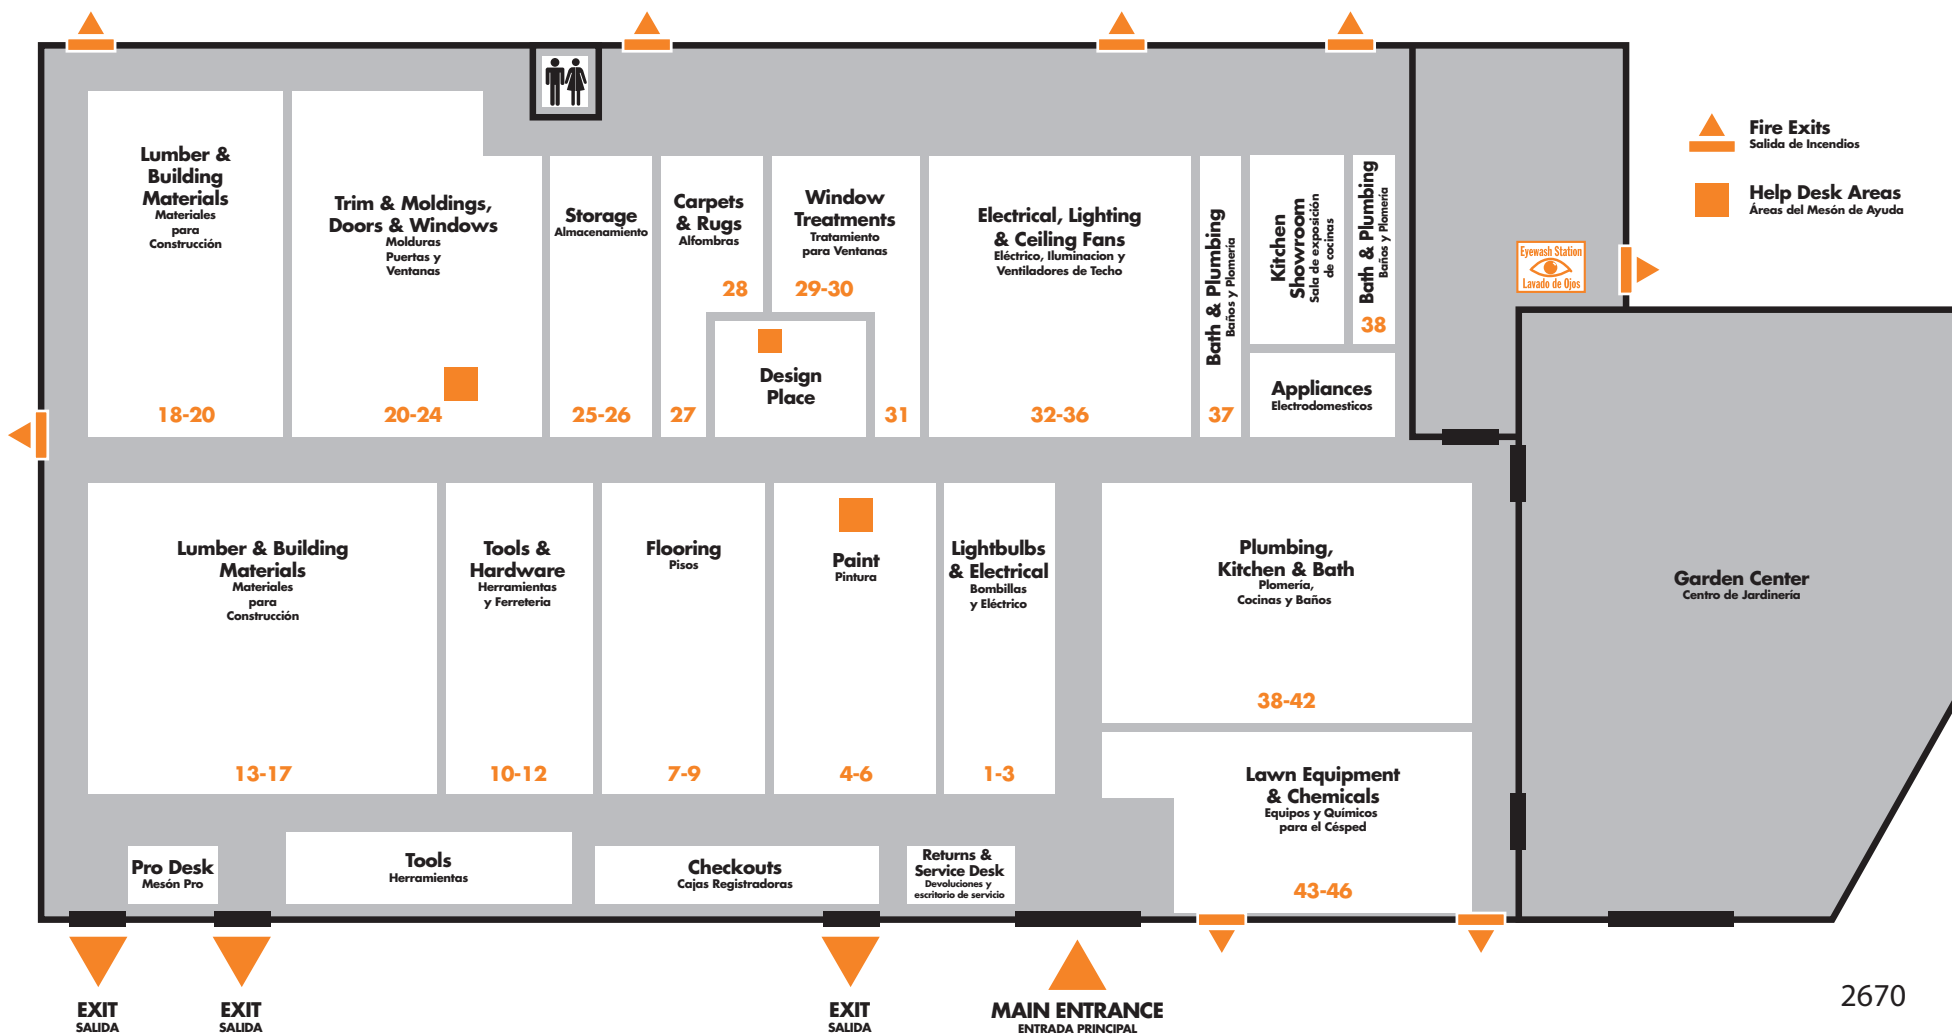 Fire Exits
Salida de Incendios
Help Desk Areas
Áreas del Mesón de Ayuda
Eyewash Station
Lavado de Ojos
Lumber &
Building
Materials
Materiales
para
Construcción
18-20
Trim & Moldings,
Doors & Windows
Molduras
Puertas y
Ventanas
20-24
Storage
Almacenamiento
25-26
Carpets
& Rugs
Alfombras
28
27
Window
Treatments
Tratamiento
para Ventanas
29-30
31
Design
Place
Electrical, Lighting
& Ceiling Fans
Eléctrico, Iluminacion y
Ventiladores de Techo
32-36
Bath & Plumbing
Baños y Plomería
37
Kitchen
Showroom
Sala de exposición
de cocinas
Bath & Plumbing
Baños y Plomería
38
Appliances
Electrodomesticos
Lumber & Building
Materials
Materiales
para
Construcción
13-17
Tools &
Hardware
Herramientas
y Ferreteria
10-12
Flooring
Pisos
7-9
Paint
Pintura
4-6
Lightbulbs
& Electrical
Bombillas
y Eléctrico
1-3
Plumbing,
Kitchen & Bath
Plomería,
Cocinas y Baños
38-42
Lawn Equipment
& Chemicals
Equipos y Químicos
para el Césped
43-46
Garden Center
Centro de Jardinería
Pro Desk
Mesón Pro
Tools
Herramientas
Checkouts
Cajas Registradoras
Returns &
Service Desk
Devoluciones y
escritorio de servicio
EXIT
SALIDA
EXIT
SALIDA
EXIT
SALIDA
MAIN ENTRANCE
ENTRADA PRINCIPAL
2670